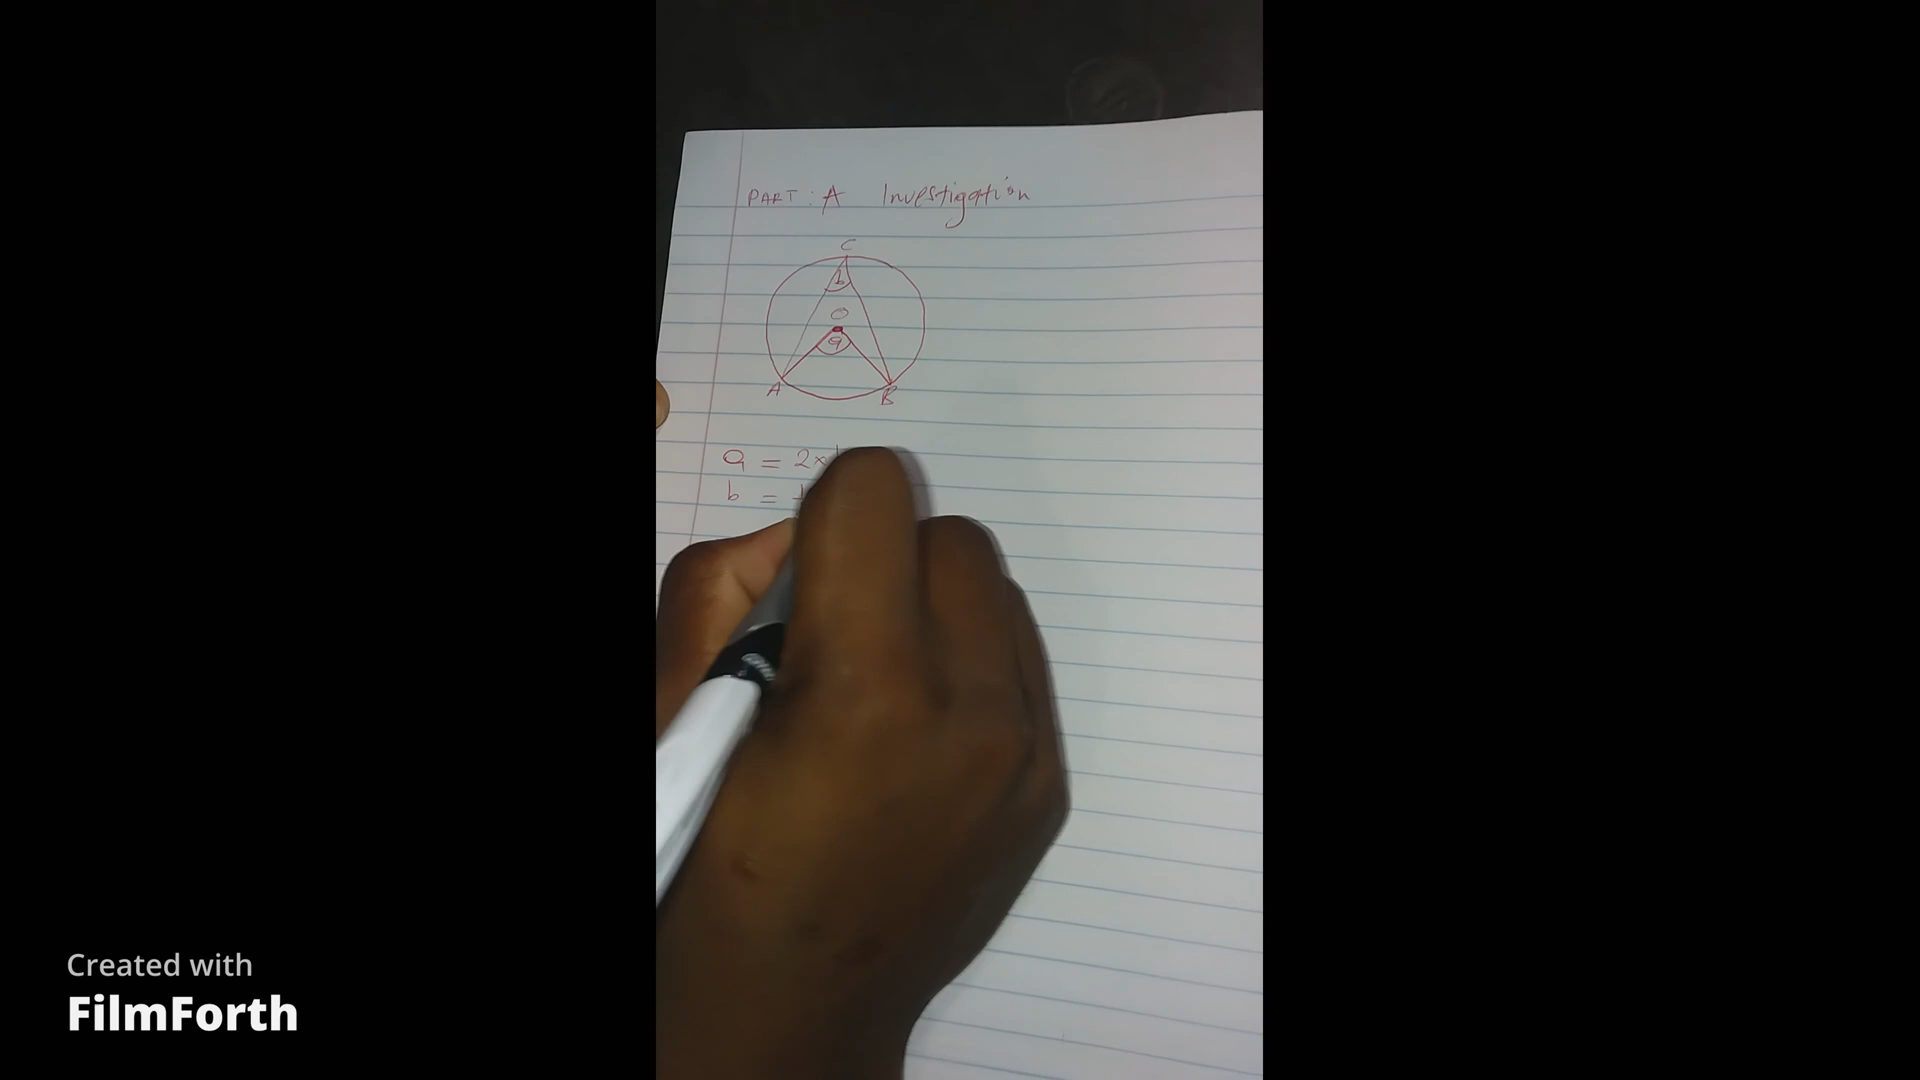 PART: A Investigation
C
b
O
a
A
B
a = 2×
b =
Created with
FilmForth